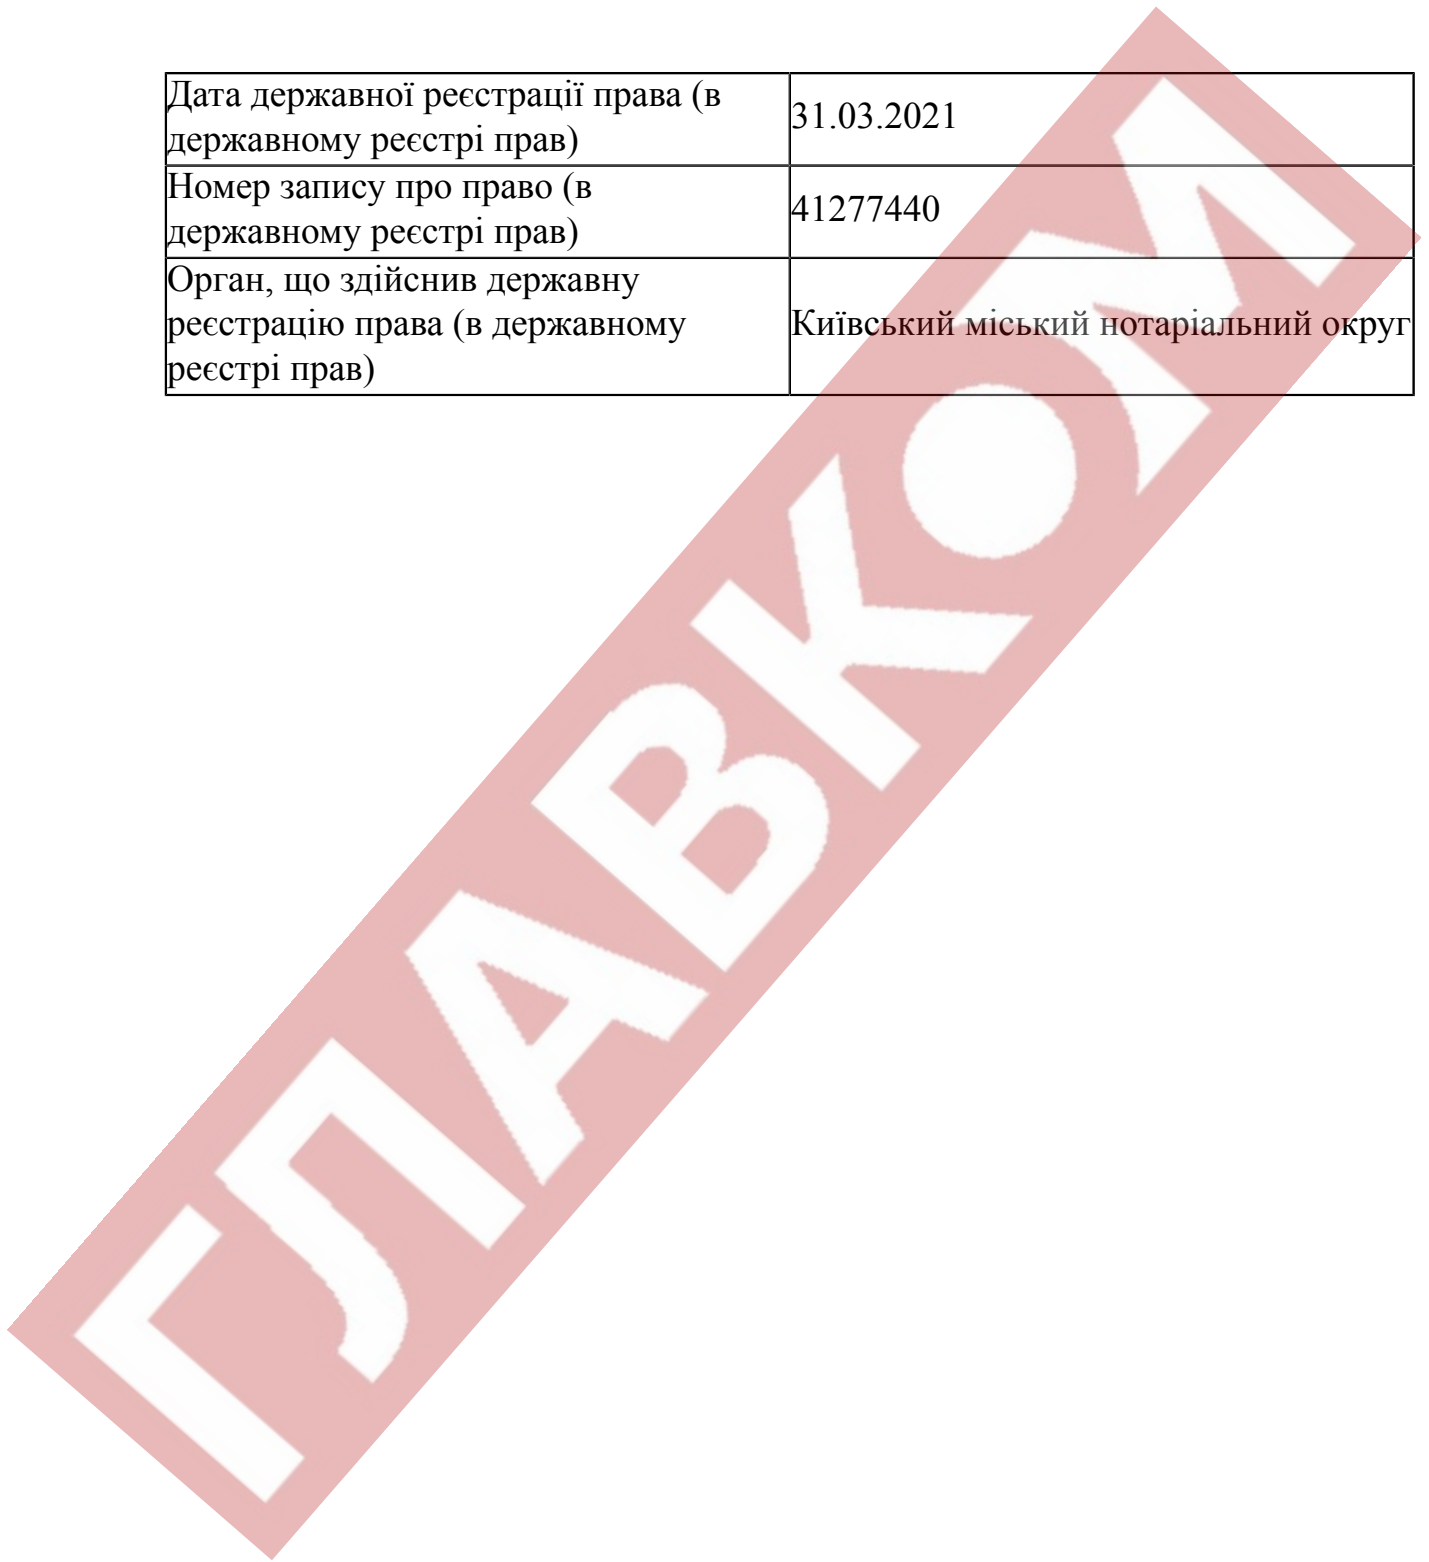 Дата державної реєстрації права (в
державному реєстрі прав)
31.03.2021
Номер запису про право (в
державному реєстрі прав)
41277440
Орган, що здійснив державну
реєстрацію права (в державному
реєстрі прав)
Київський міський нотаріальний округ
ГЛАВКОМ